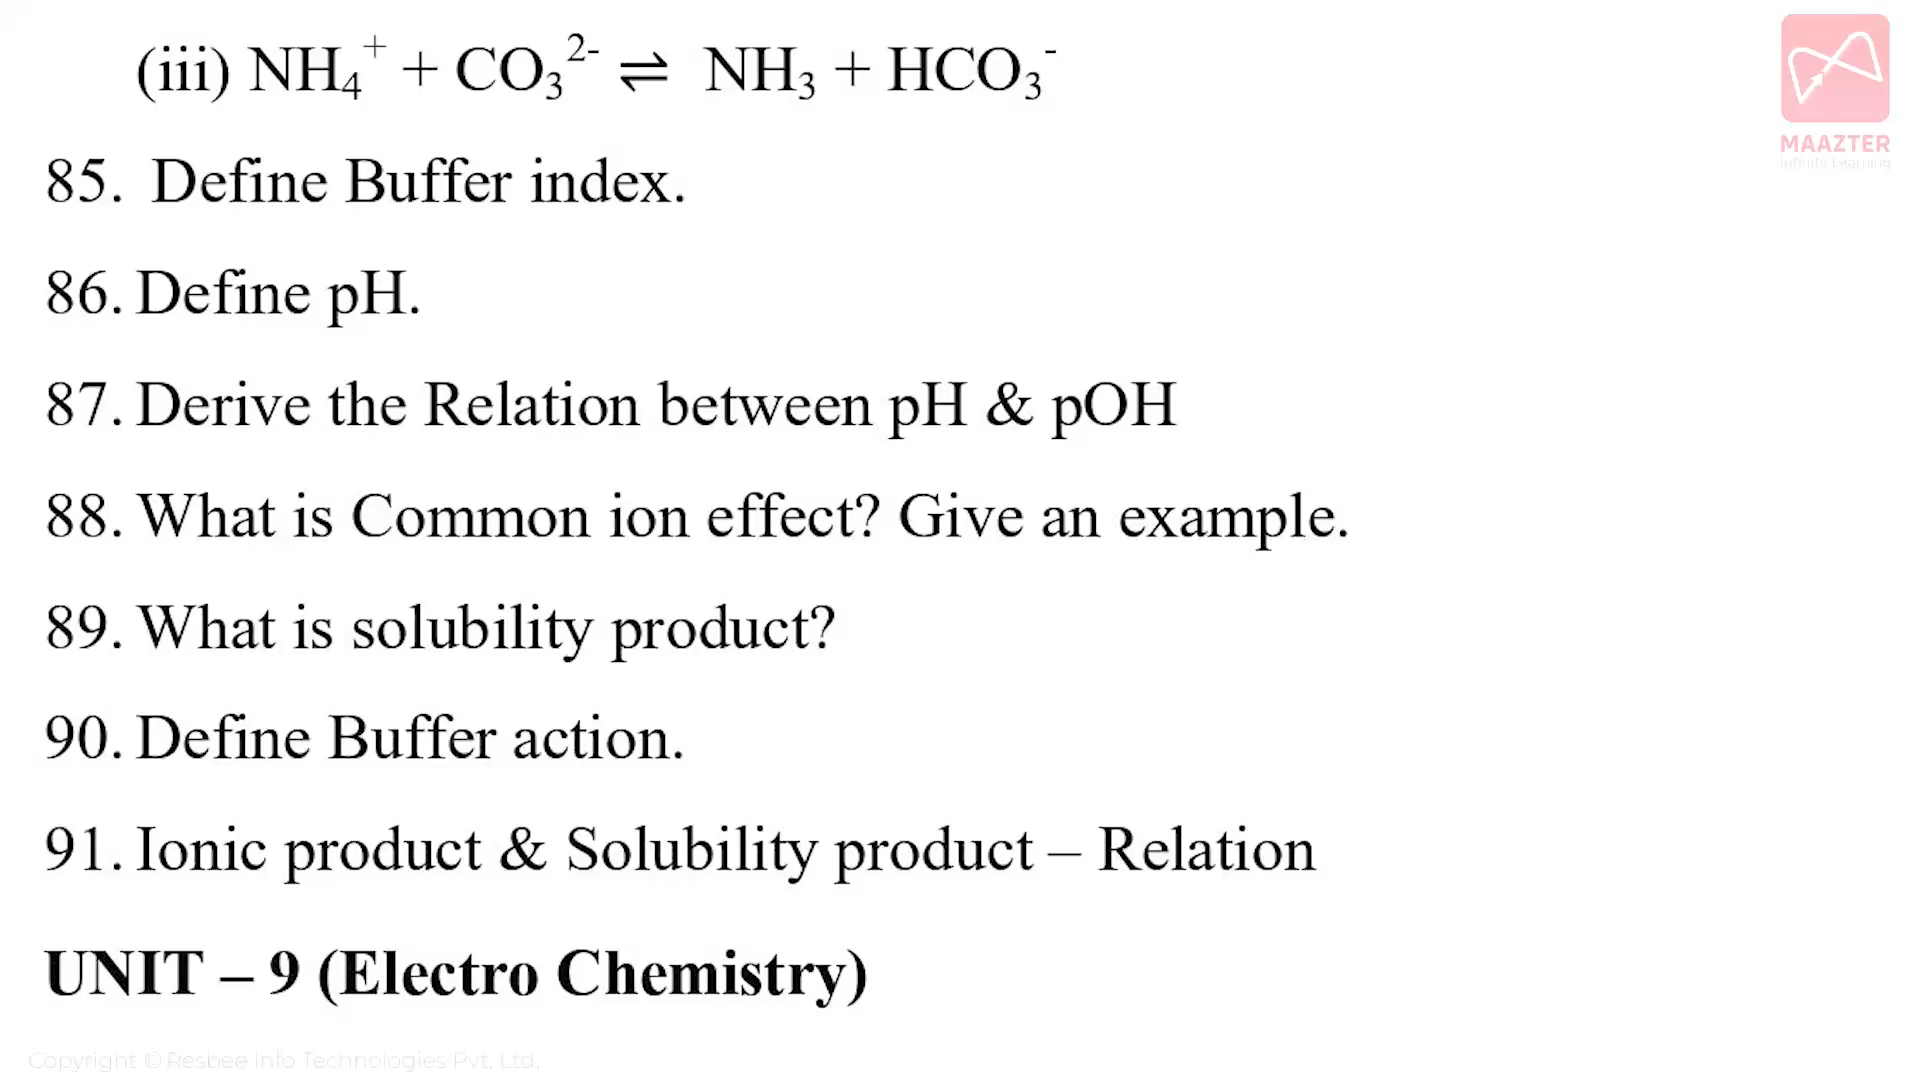 (iii) NH₄⁺ + CO₃²⁻ ⇌ NH₃ + HCO₃⁻
MAAZTER
Infinite Learning
85. Define Buffer index.
86. Define pH.
87. Derive the Relation between pH & pOH
88. What is Common ion effect? Give an example.
89. What is solubility product?
90. Define Buffer action.
91. Ionic product & Solubility product – Relation
UNIT – 9 (Electro Chemistry)
Copyright © Resbee Info Technologies Pvt. Ltd.